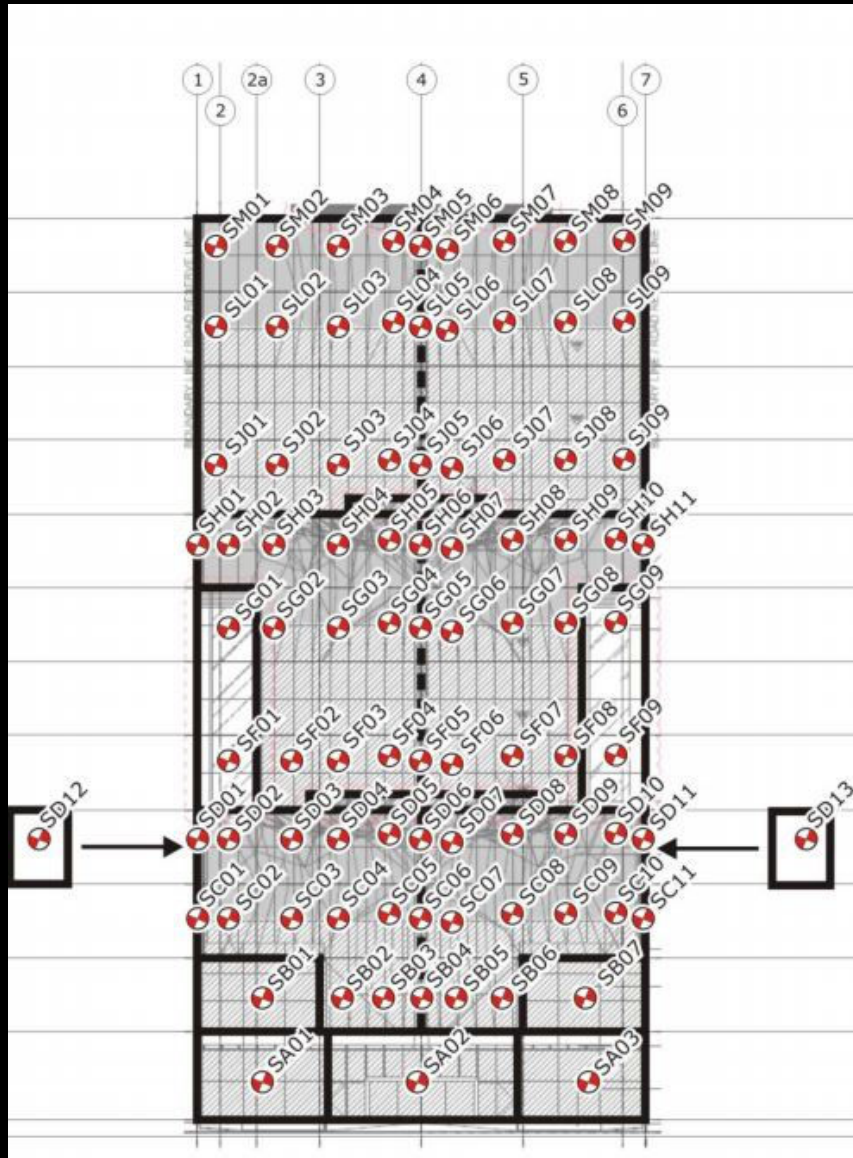 1 2a 3 4 5 7
2 6
SM01 SM02 SM03 SM04 SM05 SM06 SM07 SM08 SM09
SL01 SL02 SL03 SL04 SL05 SL06 SL07 SL08 SL09
SJ01 SJ02 SJ03 SJ04 SJ05 SJ06 SJ07 SJ08 SJ09
SH01 SH02 SH03 SH04 SH05 SH06 SH07 SH08 SH09 SH10 SH11
SG01 SG02 SG03 SG04 SG05 SG06 SG07 SG08 SG09
SF01 SF02 SF03 SF04 SF05 SF06 SF07 SF08 SF09
SD12 SD01 SD02 SD03 SD04 SD05 SD06 SD07 SD08 SD09 SD10 SD11 SD13
SC01 SC02 SC03 SC04 SC05 SC06 SC07 SC08 SC09 SC10 SC11
SB01 SB02 SB03 SB04 SB05 SB06 SB07
SA01 SA02 SA03
BOUNDARY LINE / ROAD RESERVE LINE